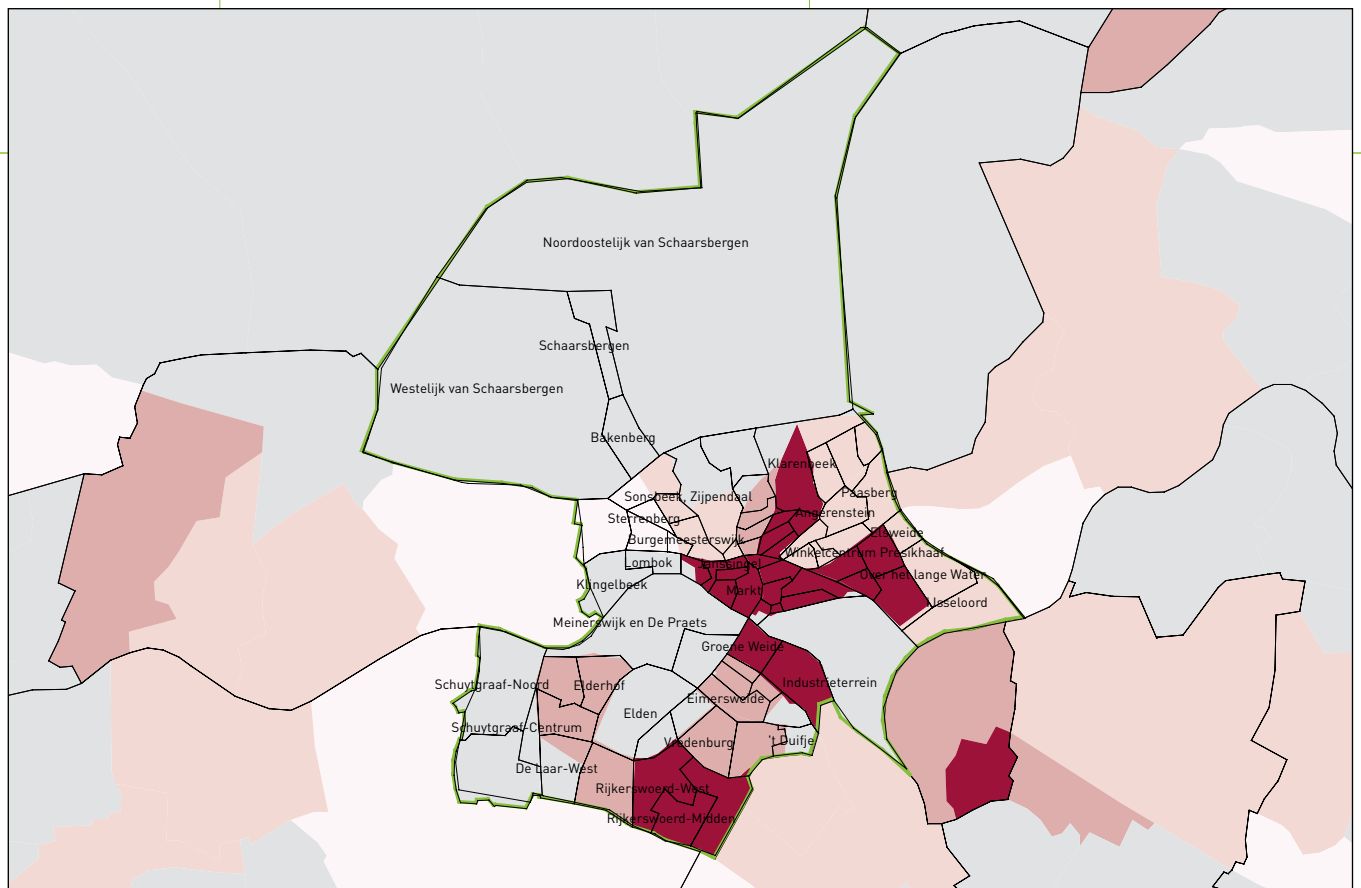 Noordoostelijk van Schaarsbergen
Schaarsbergen
Westelijk van Schaarsbergen
Bakenberg
Klarenbeek
Sonsbeek, Zijpendaal
Paasberg
Angerenstein
Sterrenberg
Elsweide
Burgemeesterswijk
Winkelcentrum Presikhaaf
Lombok
Janssingel
Over het lange Water
Klingelbeek
Markt
IJsseloord
Meinerswijk en De Praets
Groene Weide
Schuytgraaf-Noord
Elderhof
Industrieterrein
Eimersweide
Elden
Schuytgraaf-Centrum
Vredenburg
't Duifje
De Laar-West
Rijkerswoerd-West
Rijkerswoerd-Midden